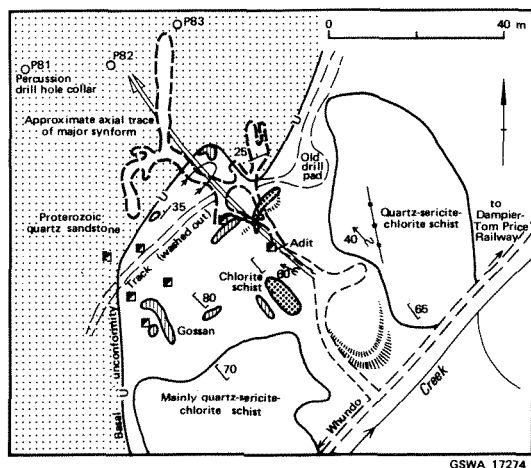 P83
0 40 m
P82
P81
Percussion
drill hole collar
Approximate axial trace
of major synform
25
Old
drill
pad
35
Proterozoic
quartz sandstone
Quartz-sericite-
chlorite schist
to
Dampier-
Tom Price
Railway
40
Track (washed out)
Adit
Chlorite
schist
80
80
65
Gossan
Basal unconformity
70
Mainly quartz-sericite-
chlorite schist
Whundo
Creek
GSWA 17274